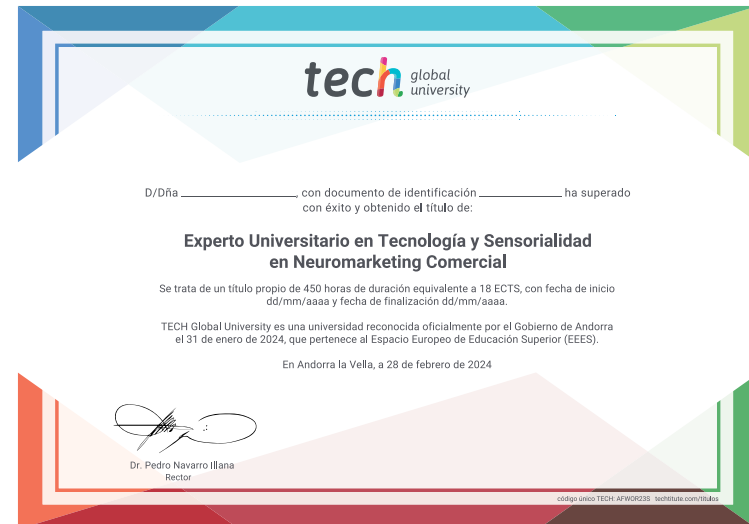 tech global
university
D/Dña ______________, con documento de identificación ______________ ha superado
con éxito y obtenido el título de:
Experto Universitario en Tecnología y Sensorialidad
en Neuromarketing Comercial
Se trata de un título propio de 450 horas de duración equivalente a 18 ECTS, con fecha de inicio
dd/mm/aaaa y fecha de finalización dd/mm/aaaa.
TECH Global University es una universidad reconocida oficialmente por el Gobierno de Andorra
el 31 de enero de 2024, que pertenece al Espacio Europeo de Educación Superior (EEES).
En Andorra la Vella, a 28 de febrero de 2024
Dr. Pedro Navarro Illana
Rector
código único TECH: AFWOR23S techtitute.com/titulos